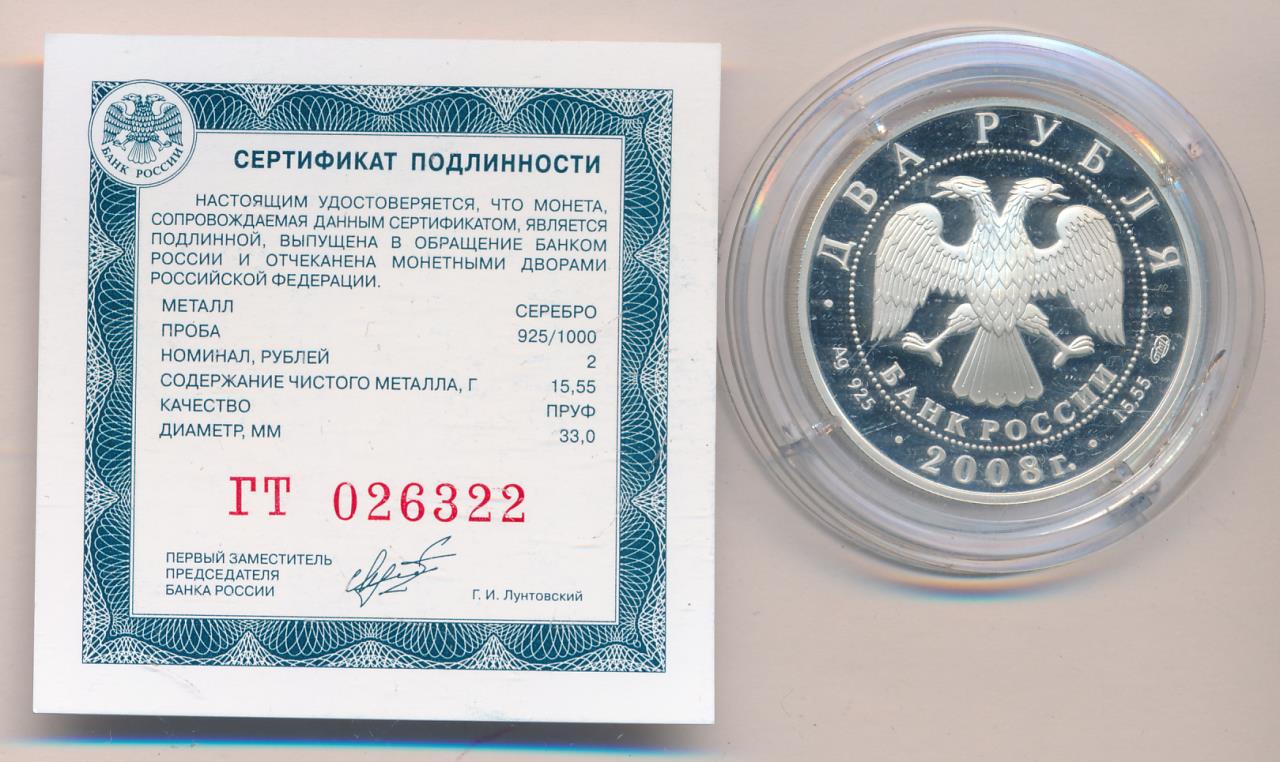 БАНК РОССИИ
СЕРТИФИКАТ ПОДЛИННОСТИ
НАСТОЯЩИМ УДОСТОВЕРЯЕТСЯ, ЧТО МОНЕТА,
СОПРОВОЖДАЕМАЯ ДАННЫМ СЕРТИФИКАТОМ, ЯВЛЯЕТСЯ
ПОДЛИННОЙ, ВЫПУЩЕНА В ОБРАЩЕНИЕ БАНКОМ
РОССИИ И ОТЧЕКАНЕНА МОНЕТНЫМИ ДВОРАМИ
РОССИЙСКОЙ ФЕДЕРАЦИИ.
МЕТАЛЛ СЕРЕБРО
ПРОБА 925/1000
НОМИНАЛ, РУБЛЕЙ 2
СОДЕРЖАНИЕ ЧИСТОГО МЕТАЛЛА, Г 15,55
КАЧЕСТВО ПРУФ
ДИАМЕТР, ММ 33,0
ГТ 026322
ПЕРВЫЙ ЗАМЕСТИТЕЛЬ
ПРЕДСЕДАТЕЛЯ
БАНКА РОССИИ
Г. И. Лунтовский
ДВА РУБЛЯ
Ag 925
БАНК РОССИИ
15,55
• 2008 г. •